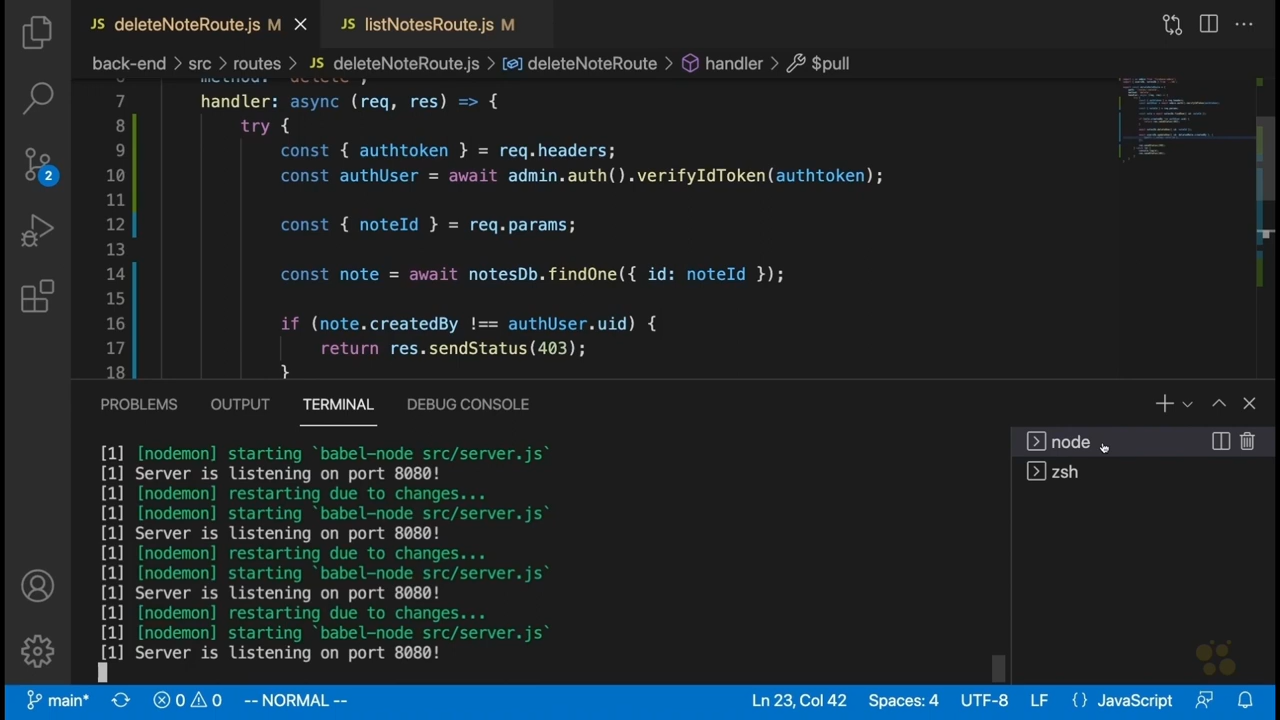 JS deleteNoteRoute.js M
JS listNotesRoute.js M
back-end > src > routes > JS deleteNoteRoute.js > deleteNoteRoute > handler > $pull
7 handler: async (req, res) => {
8 try {
9 const { authtoken } = req.headers;
10 const authUser = await admin.auth().verifyIdToken(authtoken);
11
12 const { noteId } = req.params;
13
14 const note = await notesDb.findOne({ id: noteId });
15
16 if (note.createdBy !== authUser.uid) {
17 return res.sendStatus(403);
18 }
2
PROBLEMS OUTPUT TERMINAL DEBUG CONSOLE
[1] [nodemon] starting `babel-node src/server.js`
[1] Server is listening on port 8080!
[1] [nodemon] restarting due to changes...
[1] [nodemon] starting `babel-node src/server.js`
[1] Server is listening on port 8080!
[1] [nodemon] restarting due to changes...
[1] [nodemon] starting `babel-node src/server.js`
[1] Server is listening on port 8080!
[1] [nodemon] restarting due to changes...
[1] [nodemon] starting `babel-node src/server.js`
[1] Server is listening on port 8080!
node
zsh
main* 0 0 -- NORMAL -- Ln 23, Col 42 Spaces: 4 UTF-8 LF {} JavaScript